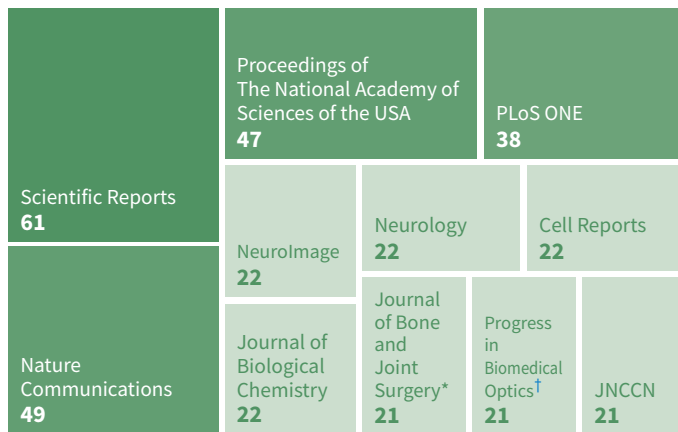 Scientific Reports
61
Nature
Communications
49
Proceedings of
The National Academy of
Sciences of the USA
47
PLoS ONE
38
NeuroImage
22
Neurology
22
Cell Reports
22
Journal of
Biological
Chemistry
22
Journal
of Bone
and
Joint
Surgery*
21
Progress
in
Biomedical
Optics†
21
JNCCN
21